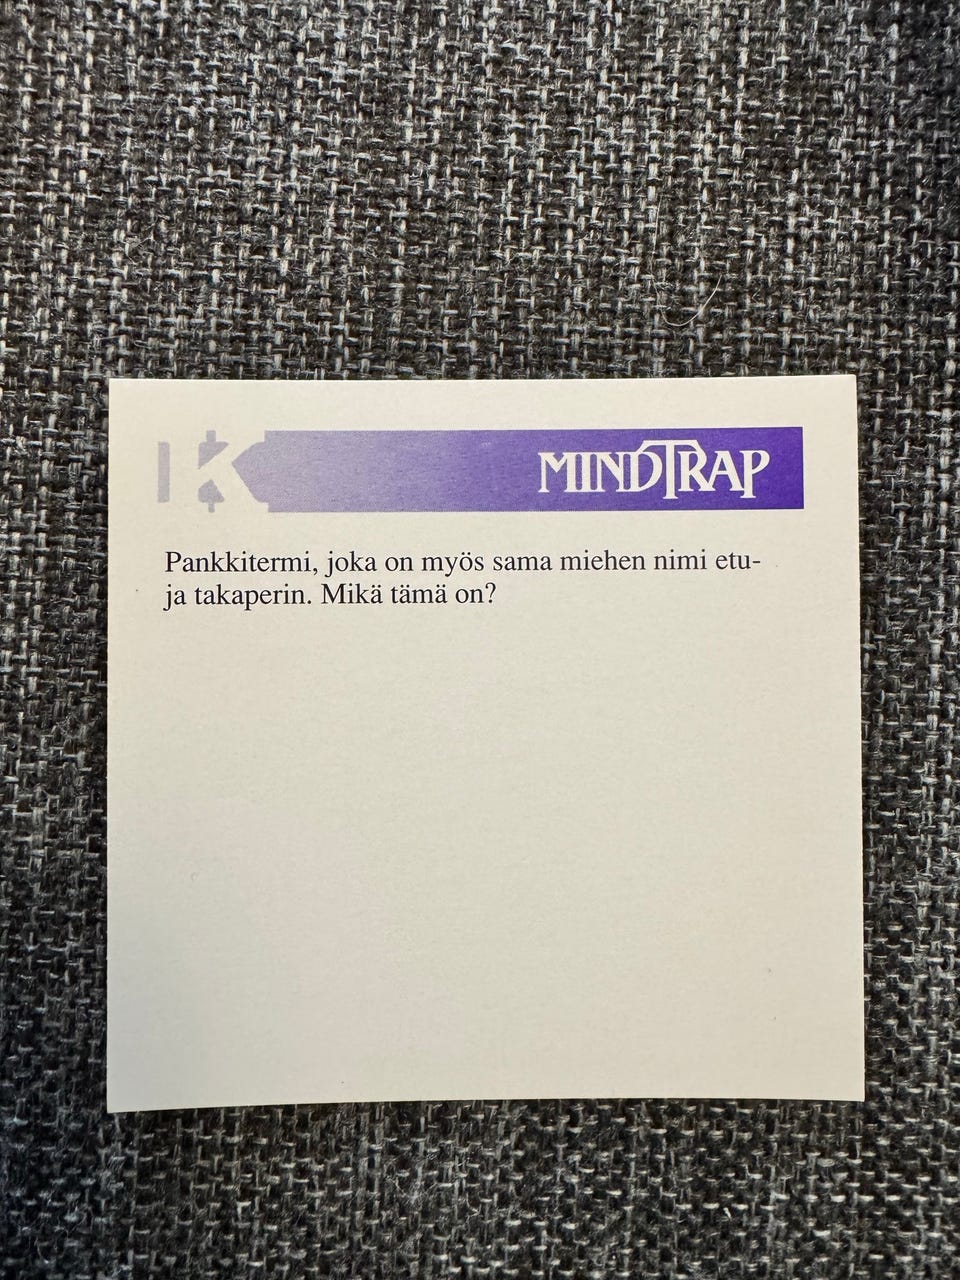 K
MINDTRAP
Pankkitermi, joka on myös sama miehen nimi etu-
ja takaperin. Mikä tämä on?